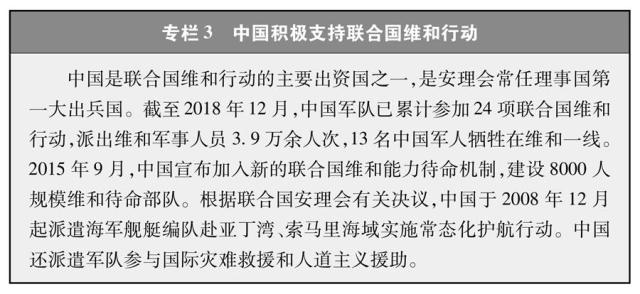 专栏3 中国积极支持联合国维和行动
中国是联合国维和行动的主要出资国之一,是安理会常任理事国第
一大出兵国。截至2018年12月,中国军队已累计参加24项联合国维和
行动,派出维和军事人员3.9万余人次,13名中国军人牺牲在维和一线。
2015年9月,中国宣布加入新的联合国维和能力待命机制,建设8000人
规模维和待命部队。根据联合国安理会有关决议,中国于2008年12月
起派遣海军舰艇编队赴亚丁湾、索马里海域实施常态化护航行动。中国
还派遣军队参与国际灾难救援和人道主义援助。